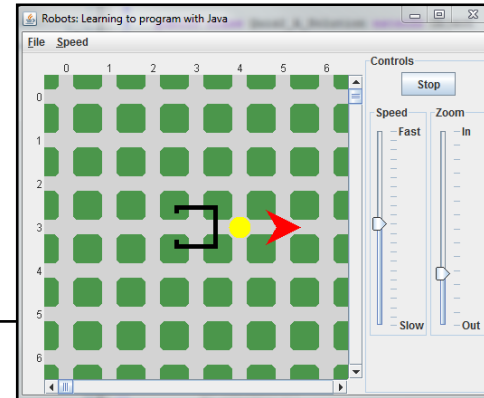 Robots: Learning to program with Java
File Speed
0 1 2 3 4 5 6
0
1
2
3
4
5
6
Controls
Stop
Speed
Fast
Slow
Zoom
In
Out